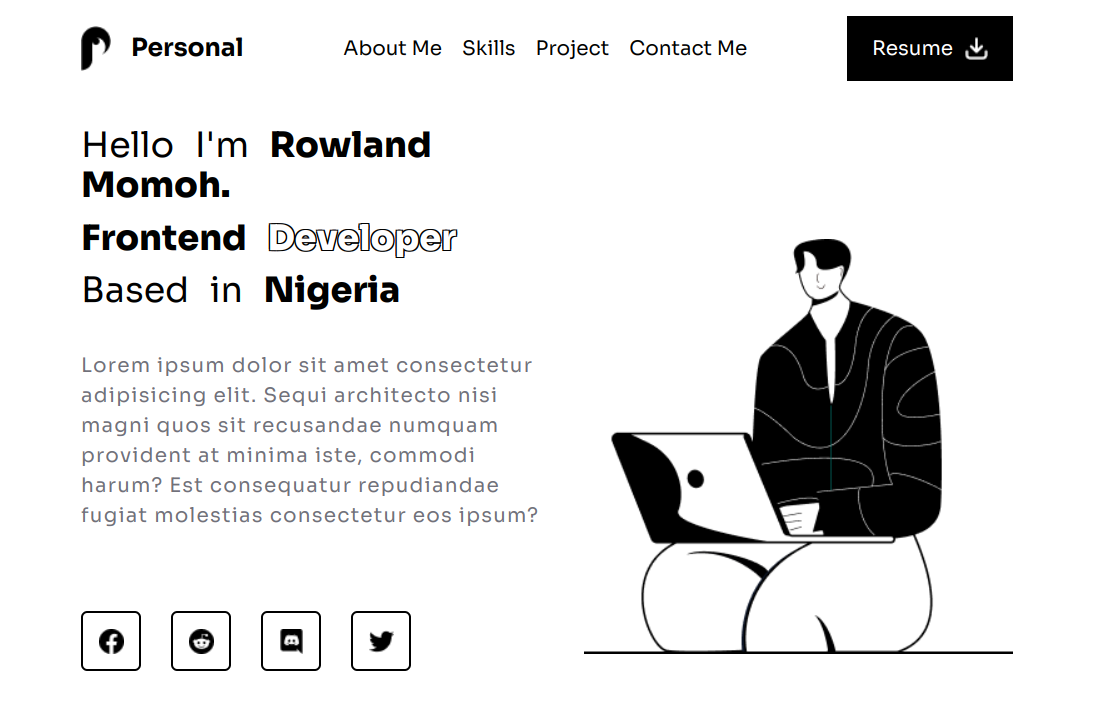 Personal
About Me Skills Project Contact Me
Resume
Hello I'm Rowland
Momoh.
Frontend Developer
Based in Nigeria
Lorem ipsum dolor sit amet consectetur
adipisicing elit. Sequi architecto nisi
magni quos sit recusandae numquam
provident at minima iste, commodi
harum? Est consequatur repudiandae
fugiat molestias consectetur eos ipsum?